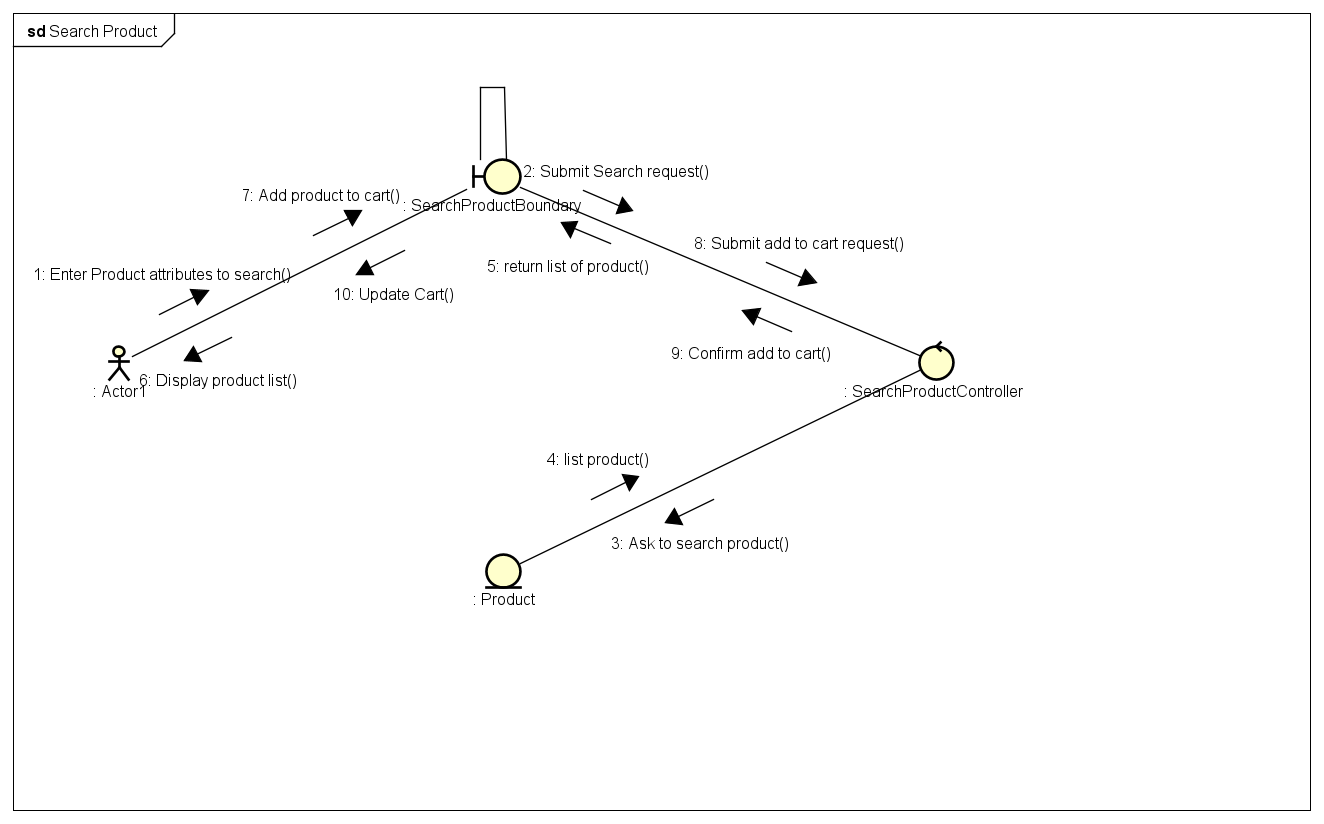 sd Search Product
2: Submit Search request()
7: Add product to cart()
: SearchProductBoundary
8: Submit add to cart request()
5: return list of product()
1: Enter Product attributes to search()
10: Update Cart()
9: Confirm add to cart()
6: Display product list()
: Actor1
: SearchProductController
4: list product()
3: Ask to search product()
: Product